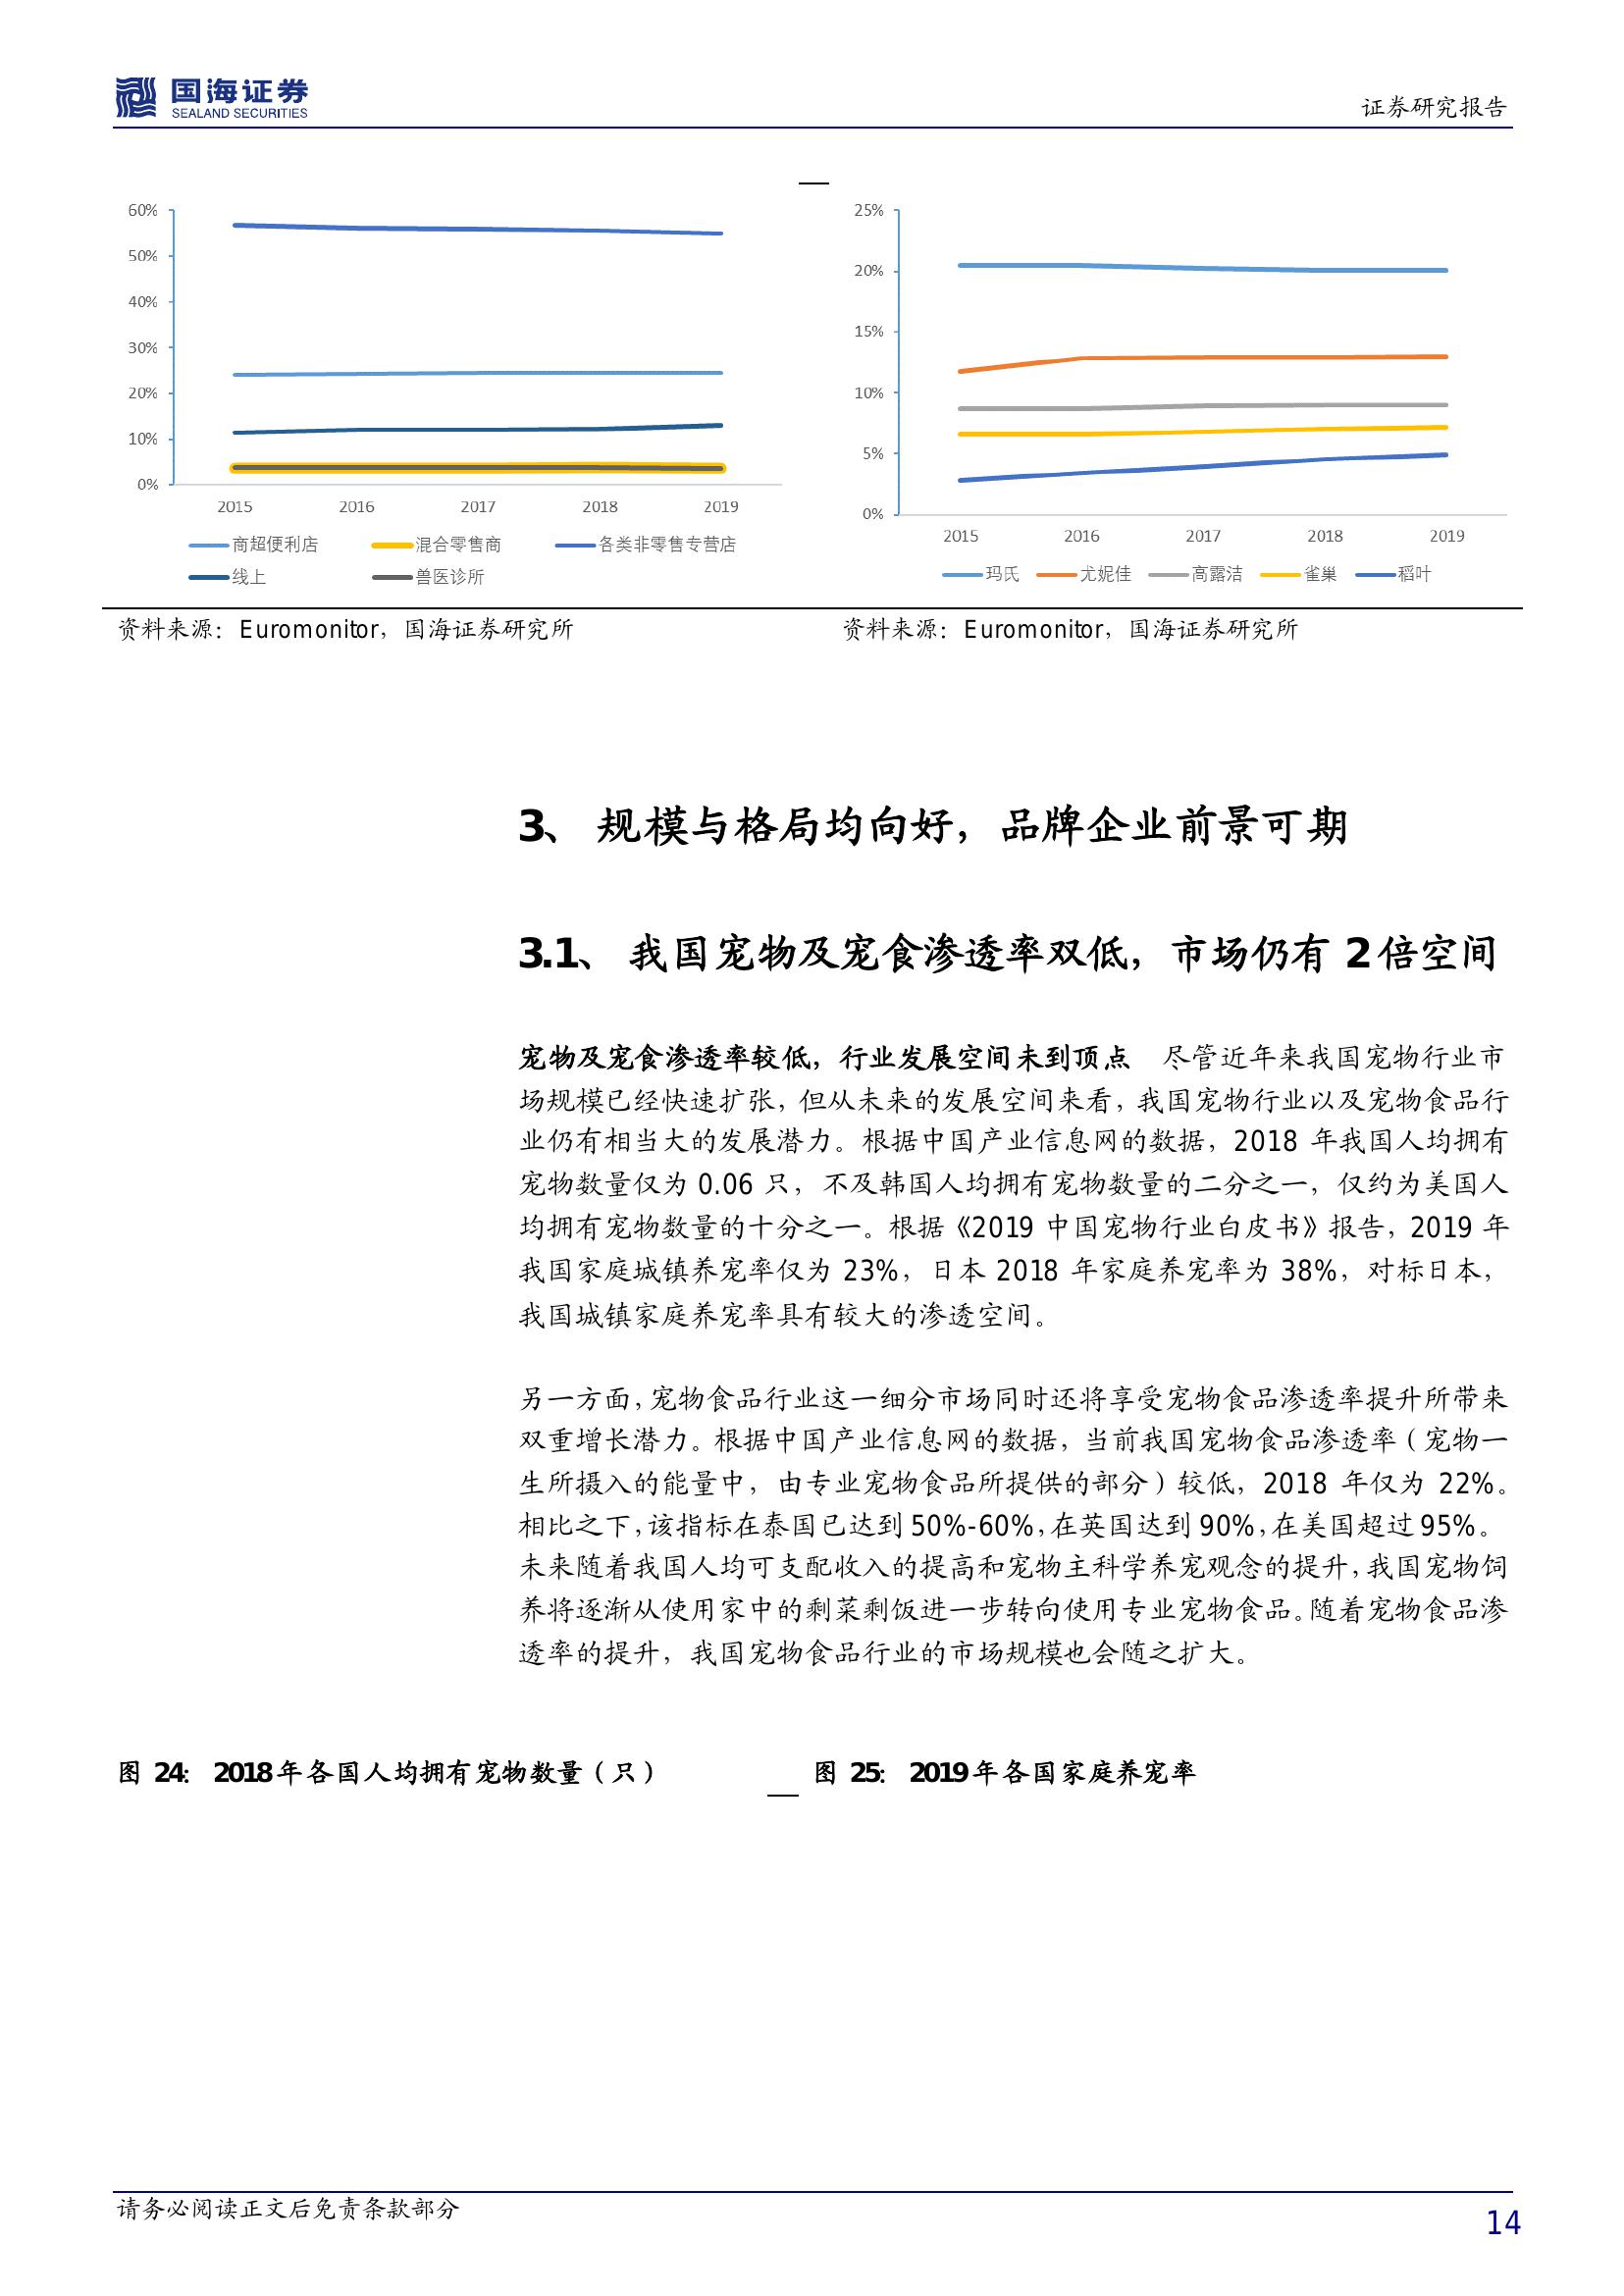 国海证券
SEALAND SECURITIES
证券研究报告
60%
50%
40%
30%
20%
10%
0%
2015 2016 2017 2018 2019
商超便利店 混合零售商 各类非零售专营店
线上 兽医诊所
25%
20%
15%
10%
5%
0%
2015 2016 2017 2018 2019
玛氏 尤妮佳 高露洁 雀巢 稻叶
资料来源：Euromonitor，国海证券研究所
资料来源：Euromonitor，国海证券研究所
3、 规模与格局均向好，品牌企业前景可期
3.1、 我国宠物及宠食渗透率双低，市场仍有 2 倍空间
宠物及宠食渗透率较低，行业发展空间未到顶点 尽管近年来我国宠物行业市
场规模已经快速扩张，但从未来的发展空间来看，我国宠物行业以及宠物食品行
业仍有相当大的发展潜力。根据中国产业信息网的数据，2018 年我国人均拥有
宠物数量仅为 0.06 只，不及韩国人均拥有宠物数量的二分之一，仅约为美国人
均拥有宠物数量的十分之一。根据《2019 中国宠物行业白皮书》报告，2019 年
我国家庭城镇养宠率仅为 23%，日本 2018 年家庭养宠率为 38%，对标日本，
我国城镇家庭养宠率具有较大的渗透空间。
另一方面，宠物食品行业这一细分市场同时还将享受宠物食品渗透率提升所带来
双重增长潜力。根据中国产业信息网的数据，当前我国宠物食品渗透率（宠物一
生所摄入的能量中，由专业宠物食品所提供的部分）较低，2018 年仅为 22%。
相比之下，该指标在泰国已达到 50%-60%，在英国达到 90%，在美国超过 95%。
未来随着我国人均可支配收入的提高和宠物主科学养宠观念的提升，我国宠物饲
养将逐渐从使用家中的剩菜剩饭进一步转向使用专业宠物食品。随着宠物食品渗
透率的提升，我国宠物食品行业的市场规模也会随之扩大。
图 24： 2018 年各国人均拥有宠物数量（只）
图 25： 2019 年各国家庭养宠率
请务必阅读正文后免责条款部分
14